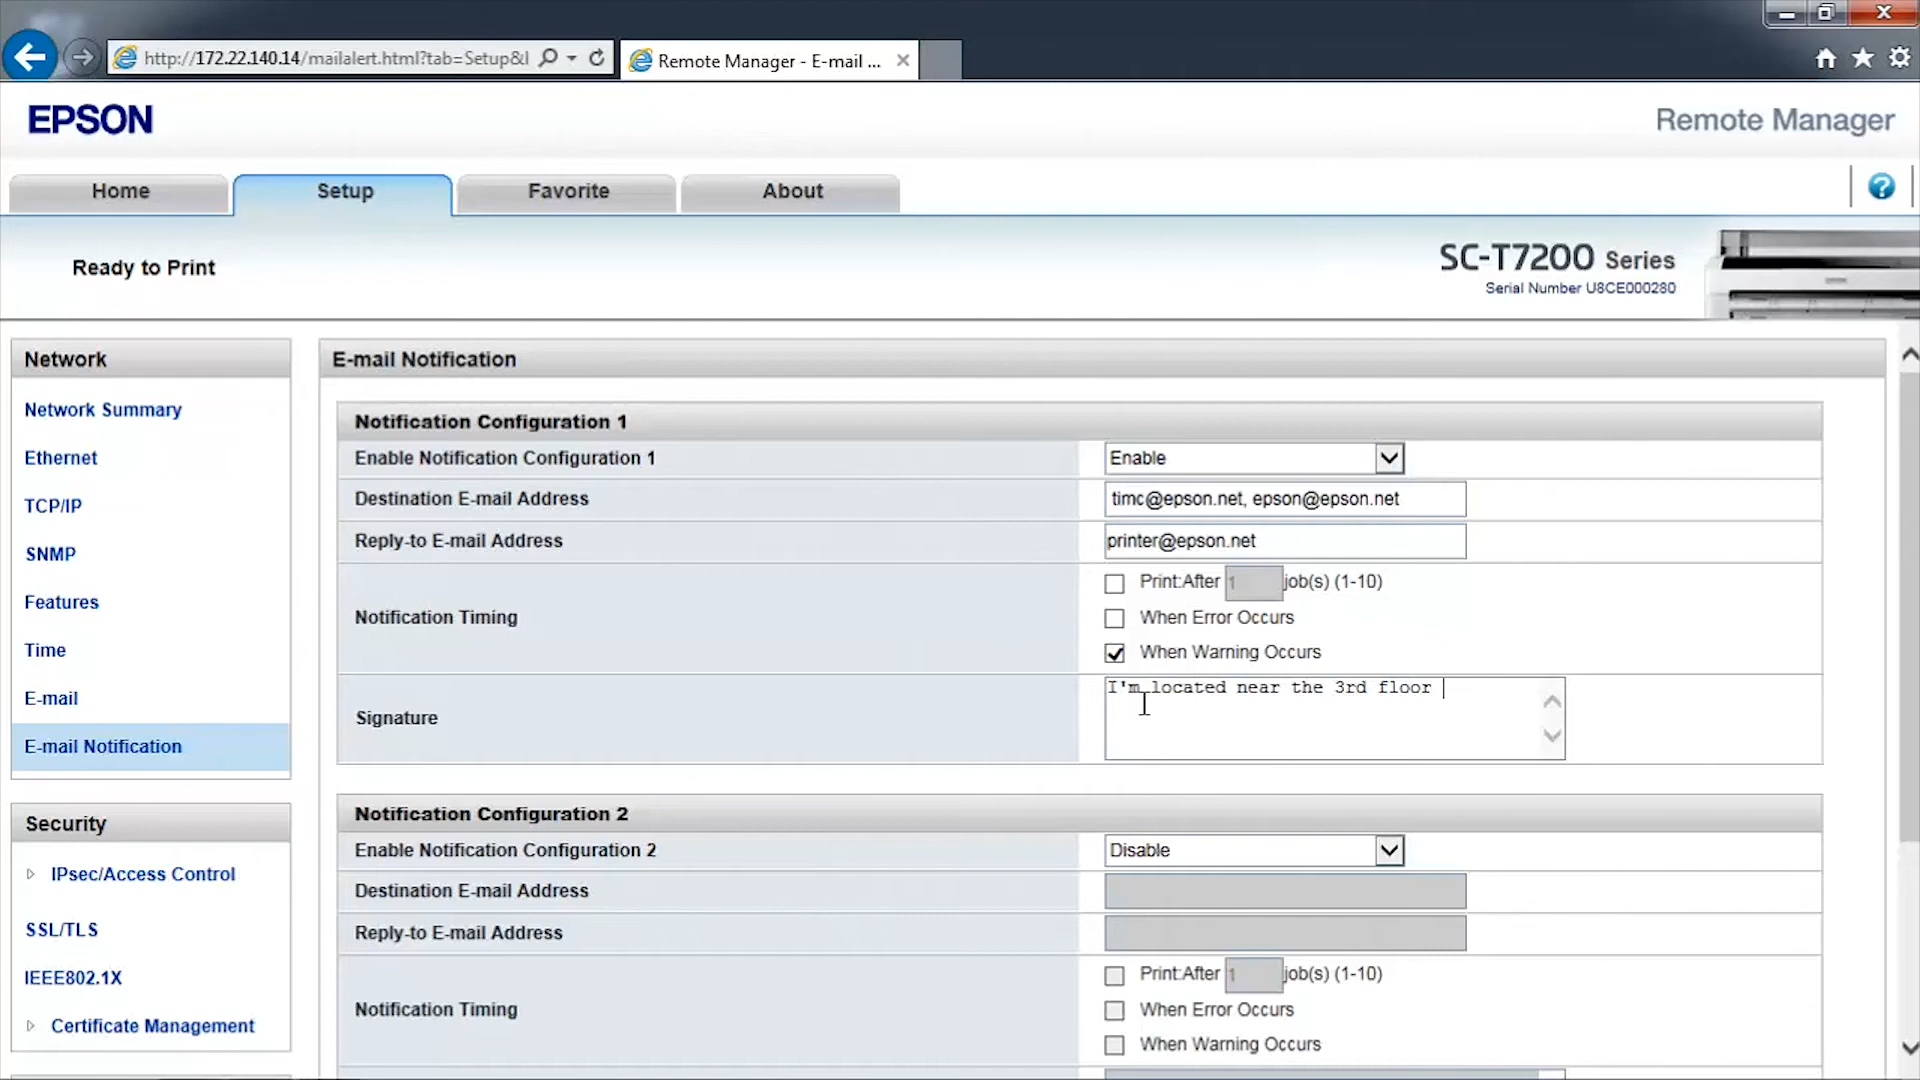 http://172.22.140.14/mailalert.html?tab=Setup&l
Remote Manager - E-mail ...
EPSON
Remote Manager
Home
Setup
Favorite
About
?
Ready to Print
SC-T7200 Series
Serial Number U8CE000280
Network
Network Summary
Ethernet
TCP/IP
SNMP
Features
Time
E-mail
E-mail Notification
Security
IPsec/Access Control
SSL/TLS
IEEE802.1X
Certificate Management
E-mail Notification
Notification Configuration 1
Enable Notification Configuration 1
Enable
Destination E-mail Address
timc@epson.net, epson@epson.net
Reply-to E-mail Address
printer@epson.net
Notification Timing
Print:After 1 job(s) (1-10)
When Error Occurs
When Warning Occurs
Signature
I'm located near the 3rd floor
Notification Configuration 2
Enable Notification Configuration 2
Disable
Destination E-mail Address
Reply-to E-mail Address
Notification Timing
Print:After 1 job(s) (1-10)
When Error Occurs
When Warning Occurs